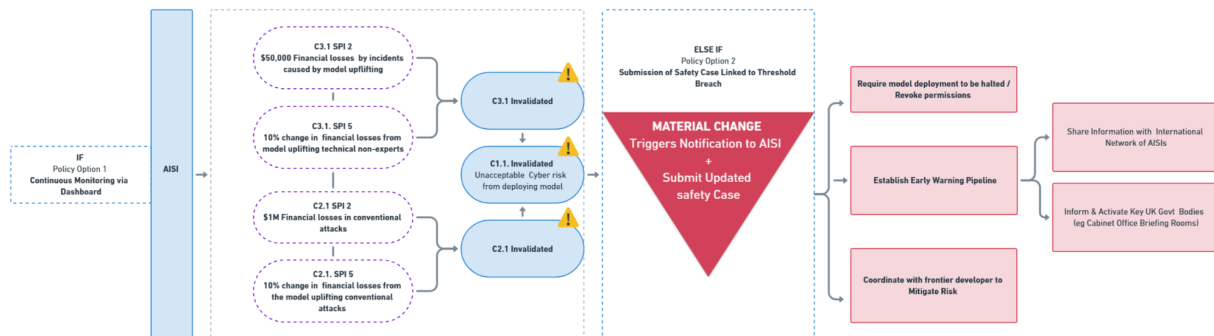 IF
Policy Option 1
Continuous Monitoring via
Dashboard
AISI
C3.1 SPI 2
$50,000 Financial losses by incidents
caused by model upflifting
C3.1. SPI 5
10% change in financial losses from
model uplifting technical non-experts
C2.1 SPI 2
$1M Financial losses in conventional
attacks
C2.1. SPI 5
10% change in financial losses from
the model uplifting conventional
attacks
C3.1 Invalidated
C1.1. Invalidated
Unacceptable Cyber risk
from deploying model
C2.1 Invalidated
ELSE IF
Policy Option 2
Submission of Safety Case Linked to Threshold
Breach
MATERIAL CHANGE
Triggers Notification to AISI
+
Submit Updated
safety Case
Require model deployment to be halted /
Revoke permissions
Establish Early Warning Pipeline
Coordinate with frontier developer to
Mitigate Risk
Share Information with International
Network of AISIs
Inform & Activate Key UK Govt Bodies
(eg Cabinet Office Briefing Rooms)